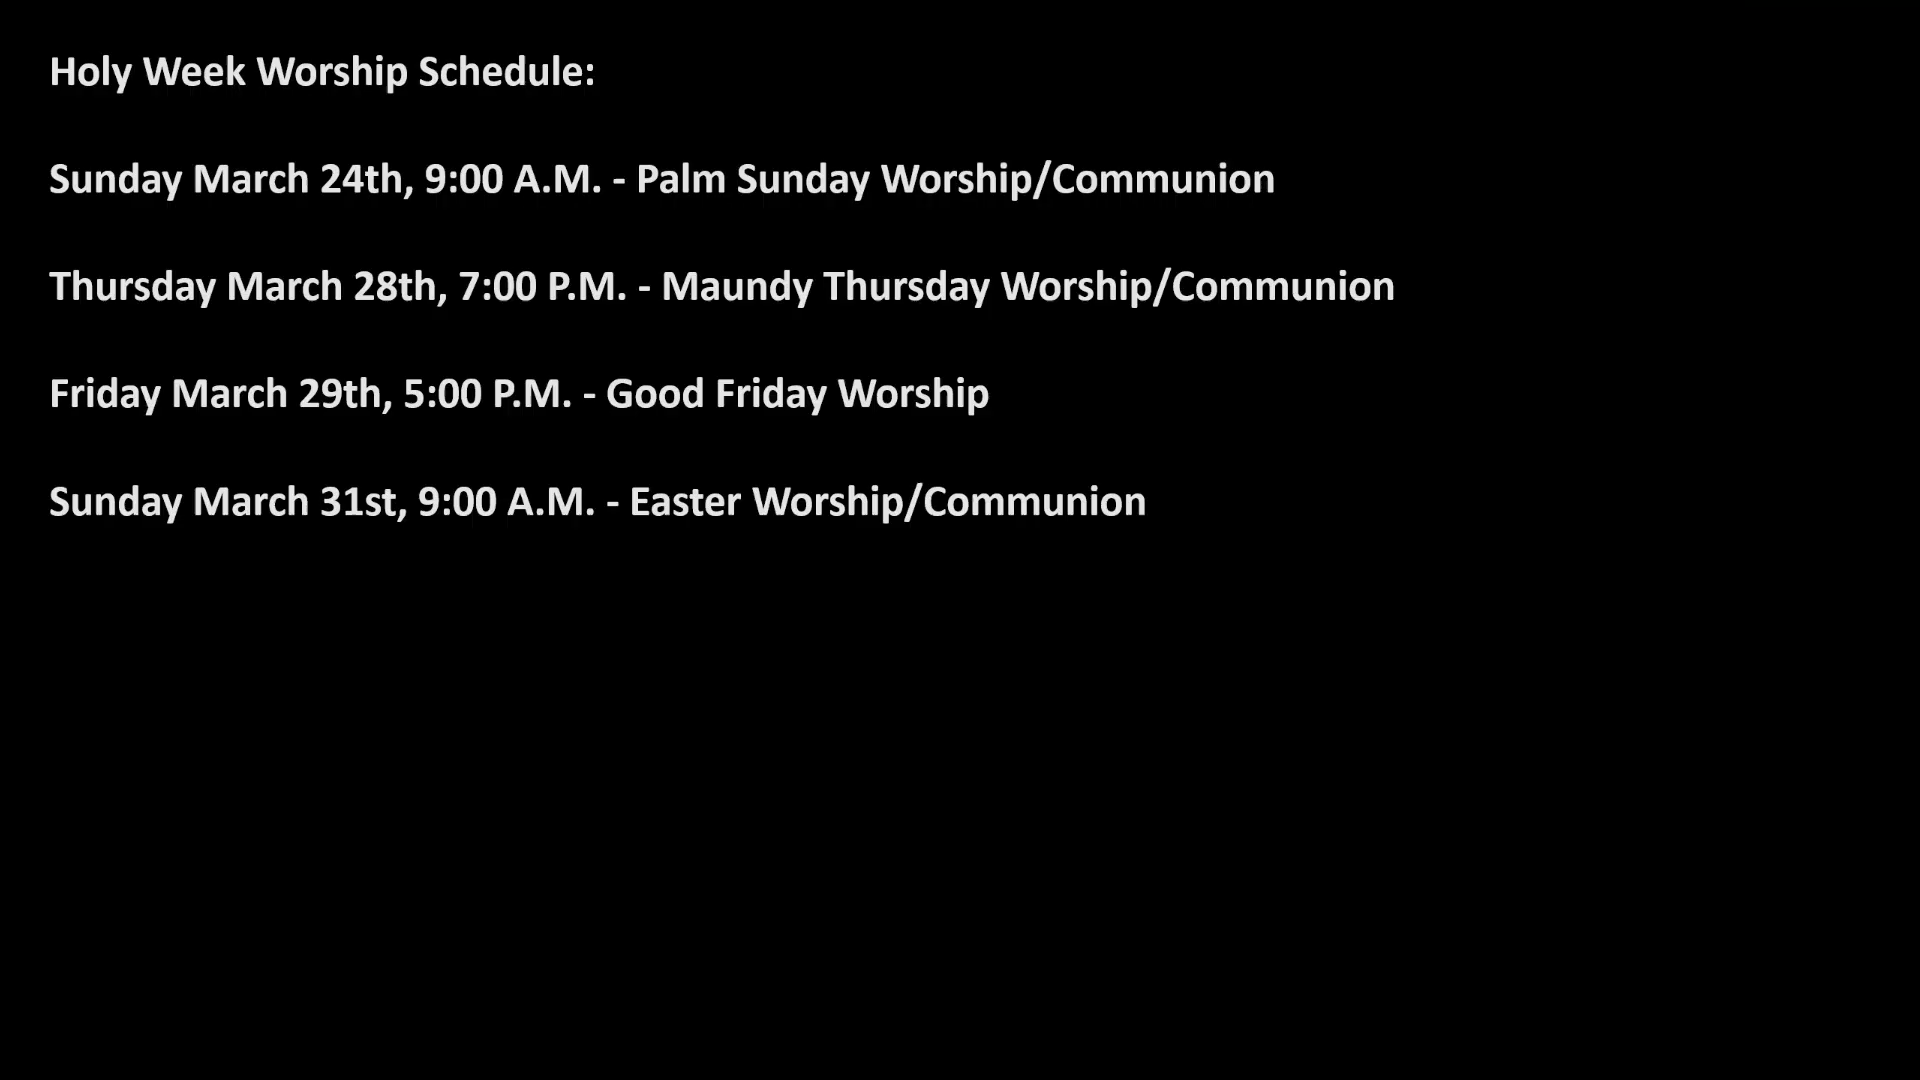 Holy Week Worship Schedule:
Sunday March 24th, 9:00 A.M. - Palm Sunday Worship/Communion
Thursday March 28th, 7:00 P.M. - Maundy Thursday Worship/Communion
Friday March 29th, 5:00 P.M. - Good Friday Worship
Sunday March 31st, 9:00 A.M. - Easter Worship/Communion